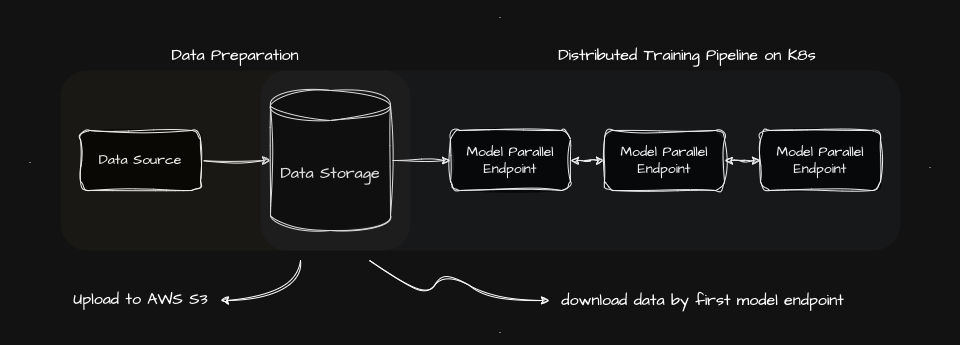 Data Preparation
Distributed Training Pipeline on K8s
Data Source
Data Storage
Model Parallel
Endpoint
Model Parallel
Endpoint
Model Parallel
Endpoint
Upload to AWS S3
download data by first model endpoint